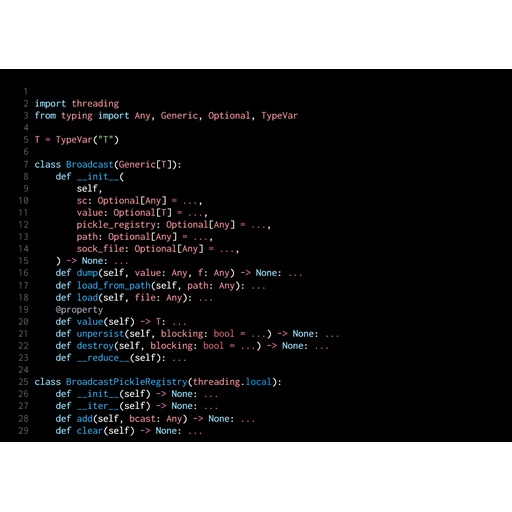 1
2 import threading
3 from typing import Any, Generic, Optional, TypeVar
4
5 T = TypeVar("T")
6
7 class Broadcast(Generic[T]):
8     def __init__(
9         self,
10         sc: Optional[Any] = ...,
11         value: Optional[T] = ...,
12         pickle_registry: Optional[Any] = ...,
13         path: Optional[Any] = ...,
14         sock_file: Optional[Any] = ...,
15     ) -> None: ...
16     def dump(self, value: Any, f: Any) -> None: ...
17     def load_from_path(self, path: Any): ...
18     def load(self, file: Any): ...
19     @property
20     def value(self) -> T: ...
21     def unpersist(self, blocking: bool = ...) -> None: ...
22     def destroy(self, blocking: bool = ...) -> None: ...
23     def __reduce__(self): ...
24
25 class BroadcastPickleRegistry(threading.local):
26     def __init__(self) -> None: ...
27     def __iter__(self) -> None: ...
28     def add(self, bcast: Any) -> None: ...
29     def clear(self) -> None: ...